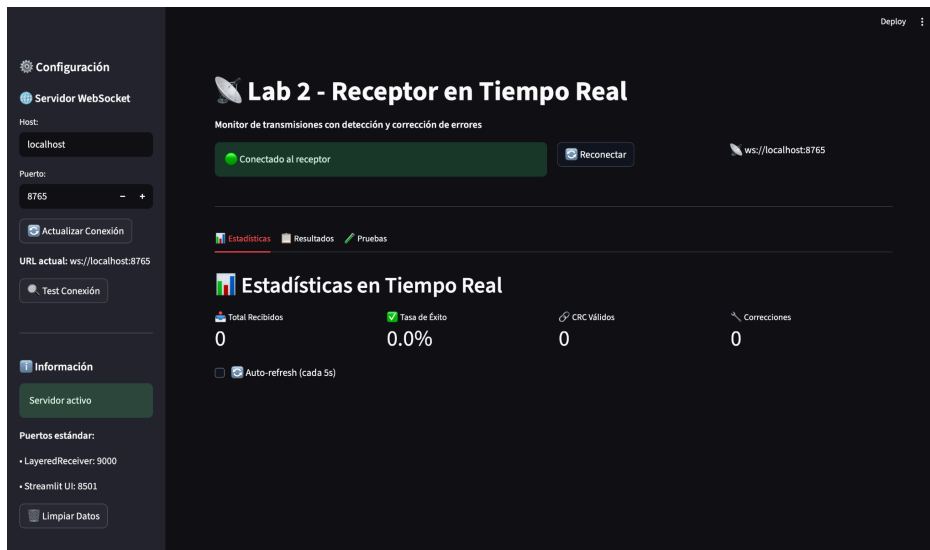 Deploy
Configuración
Servidor WebSocket
Host:
localhost
Puerto:
8765 − +
Actualizar Conexión
URL actual: ws://localhost:8765
Test Conexión
Información
Servidor activo
Puertos estándar:
• LayeredReceiver: 9000
• Streamlit UI: 8501
Limpiar Datos
Lab 2 - Receptor en Tiempo Real
Monitor de transmisiones con detección y corrección de errores
Conectado al receptor
Reconectar
ws://localhost:8765
Estadísticas Resultados Pruebas
Estadísticas en Tiempo Real
Total Recibidos
0
Tasa de Éxito
0.0%
CRC Válidos
0
Correcciones
0
Auto-refresh (cada 5s)